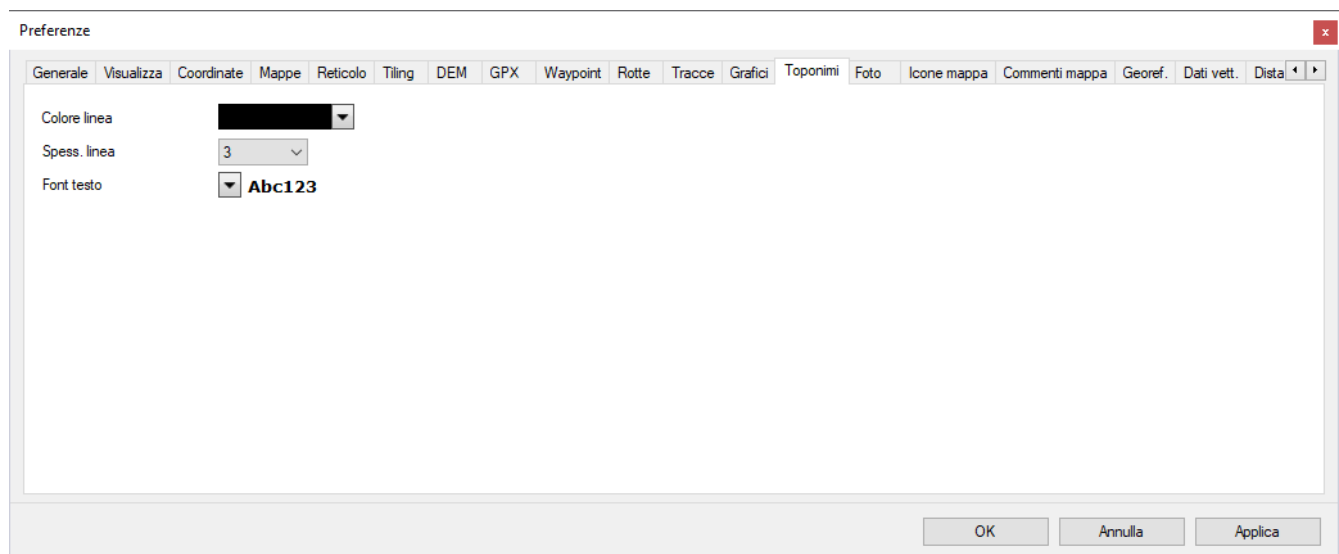 Preferenze
x
Generale Visualizza Coordinate Mappe Reticolo Tiling DEM GPX Waypoint Rotte Tracce Grafici Toponimi Foto Icone mappa Commenti mappa Georef. Dati vett. Dista
Colore linea
Spess. linea 3
Font testo Abc123
OK Annulla Applica